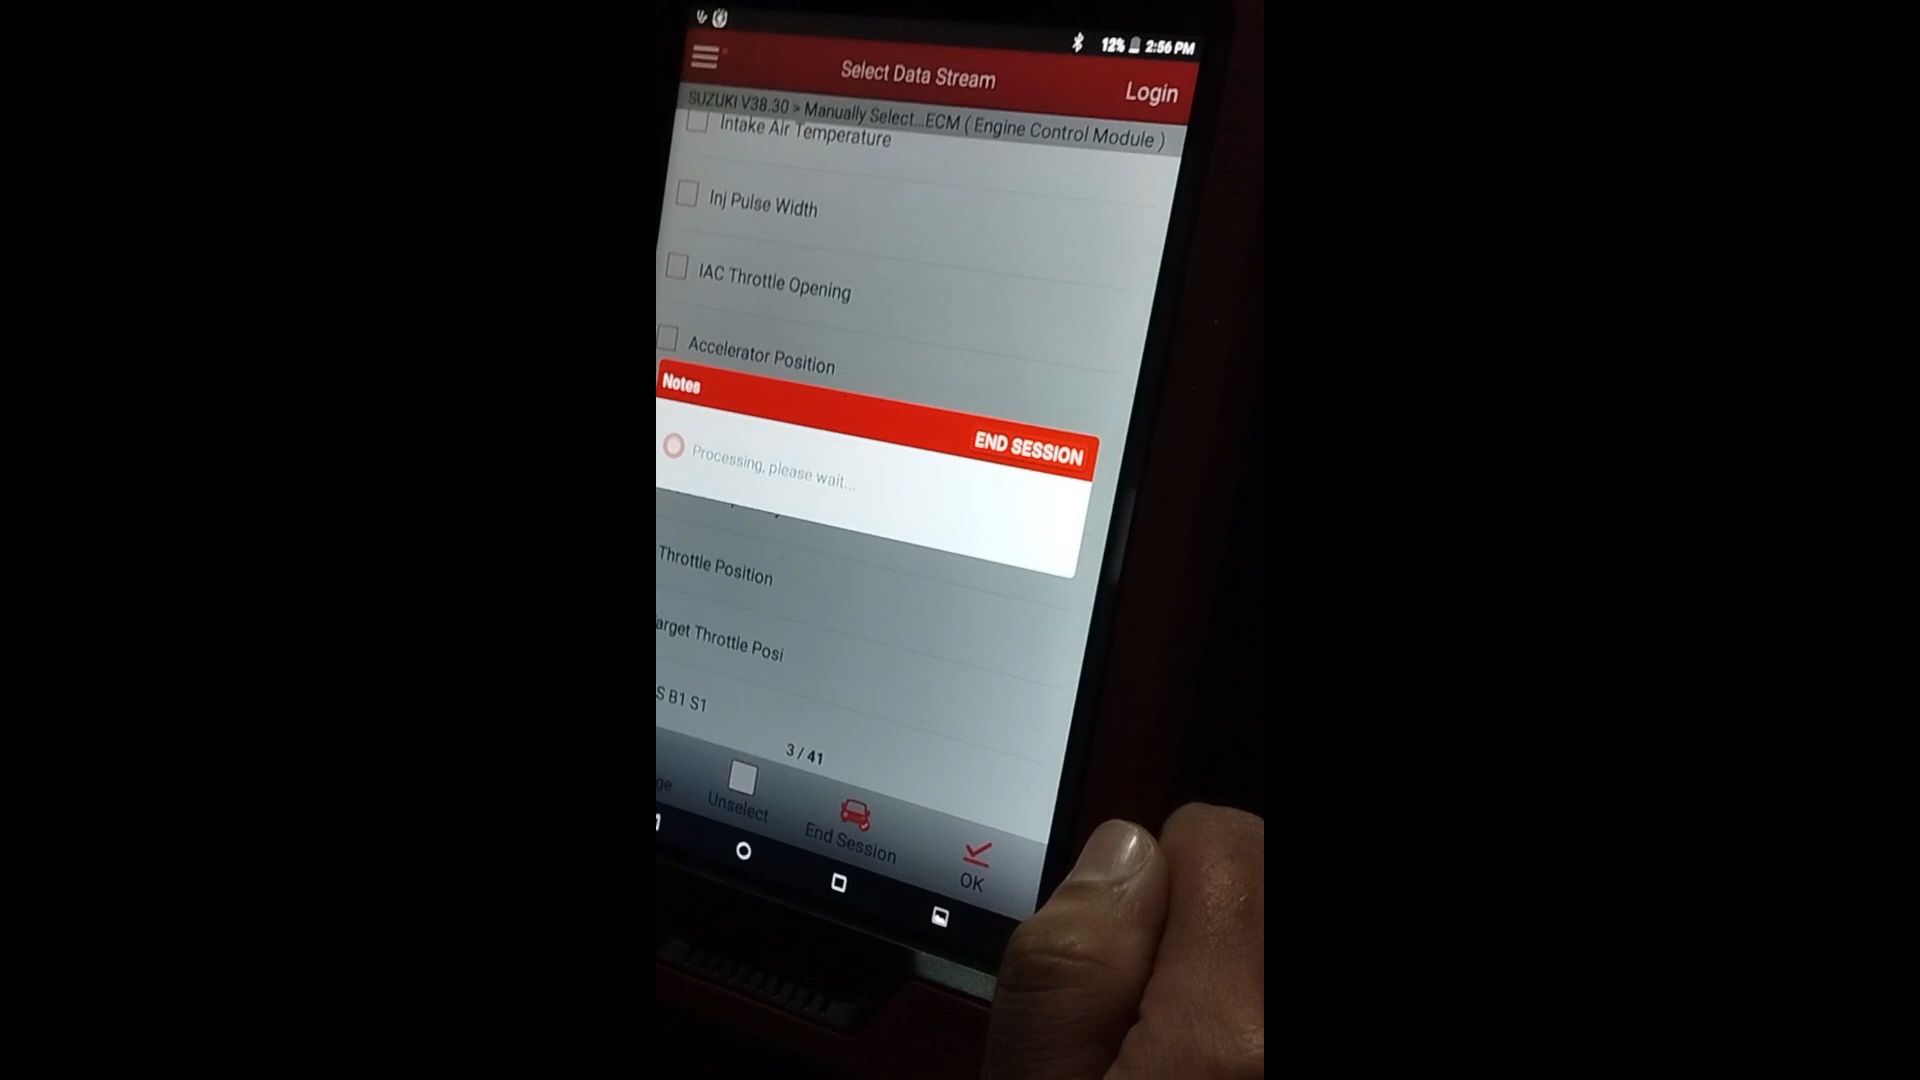 12% 2:56 PM
Select Data Stream
Login
SUZUKI V38.30 > Manually Select...ECM ( Engine Control Module )
Intake Air Temperature
Inj Pulse Width
IAC Throttle Opening
Accelerator Position
Notes
END SESSION
Processing, please wait...
Throttle Position
arget Throttle Posi
S B1 S1
3 / 41
ge
Unselect
End Session
OK